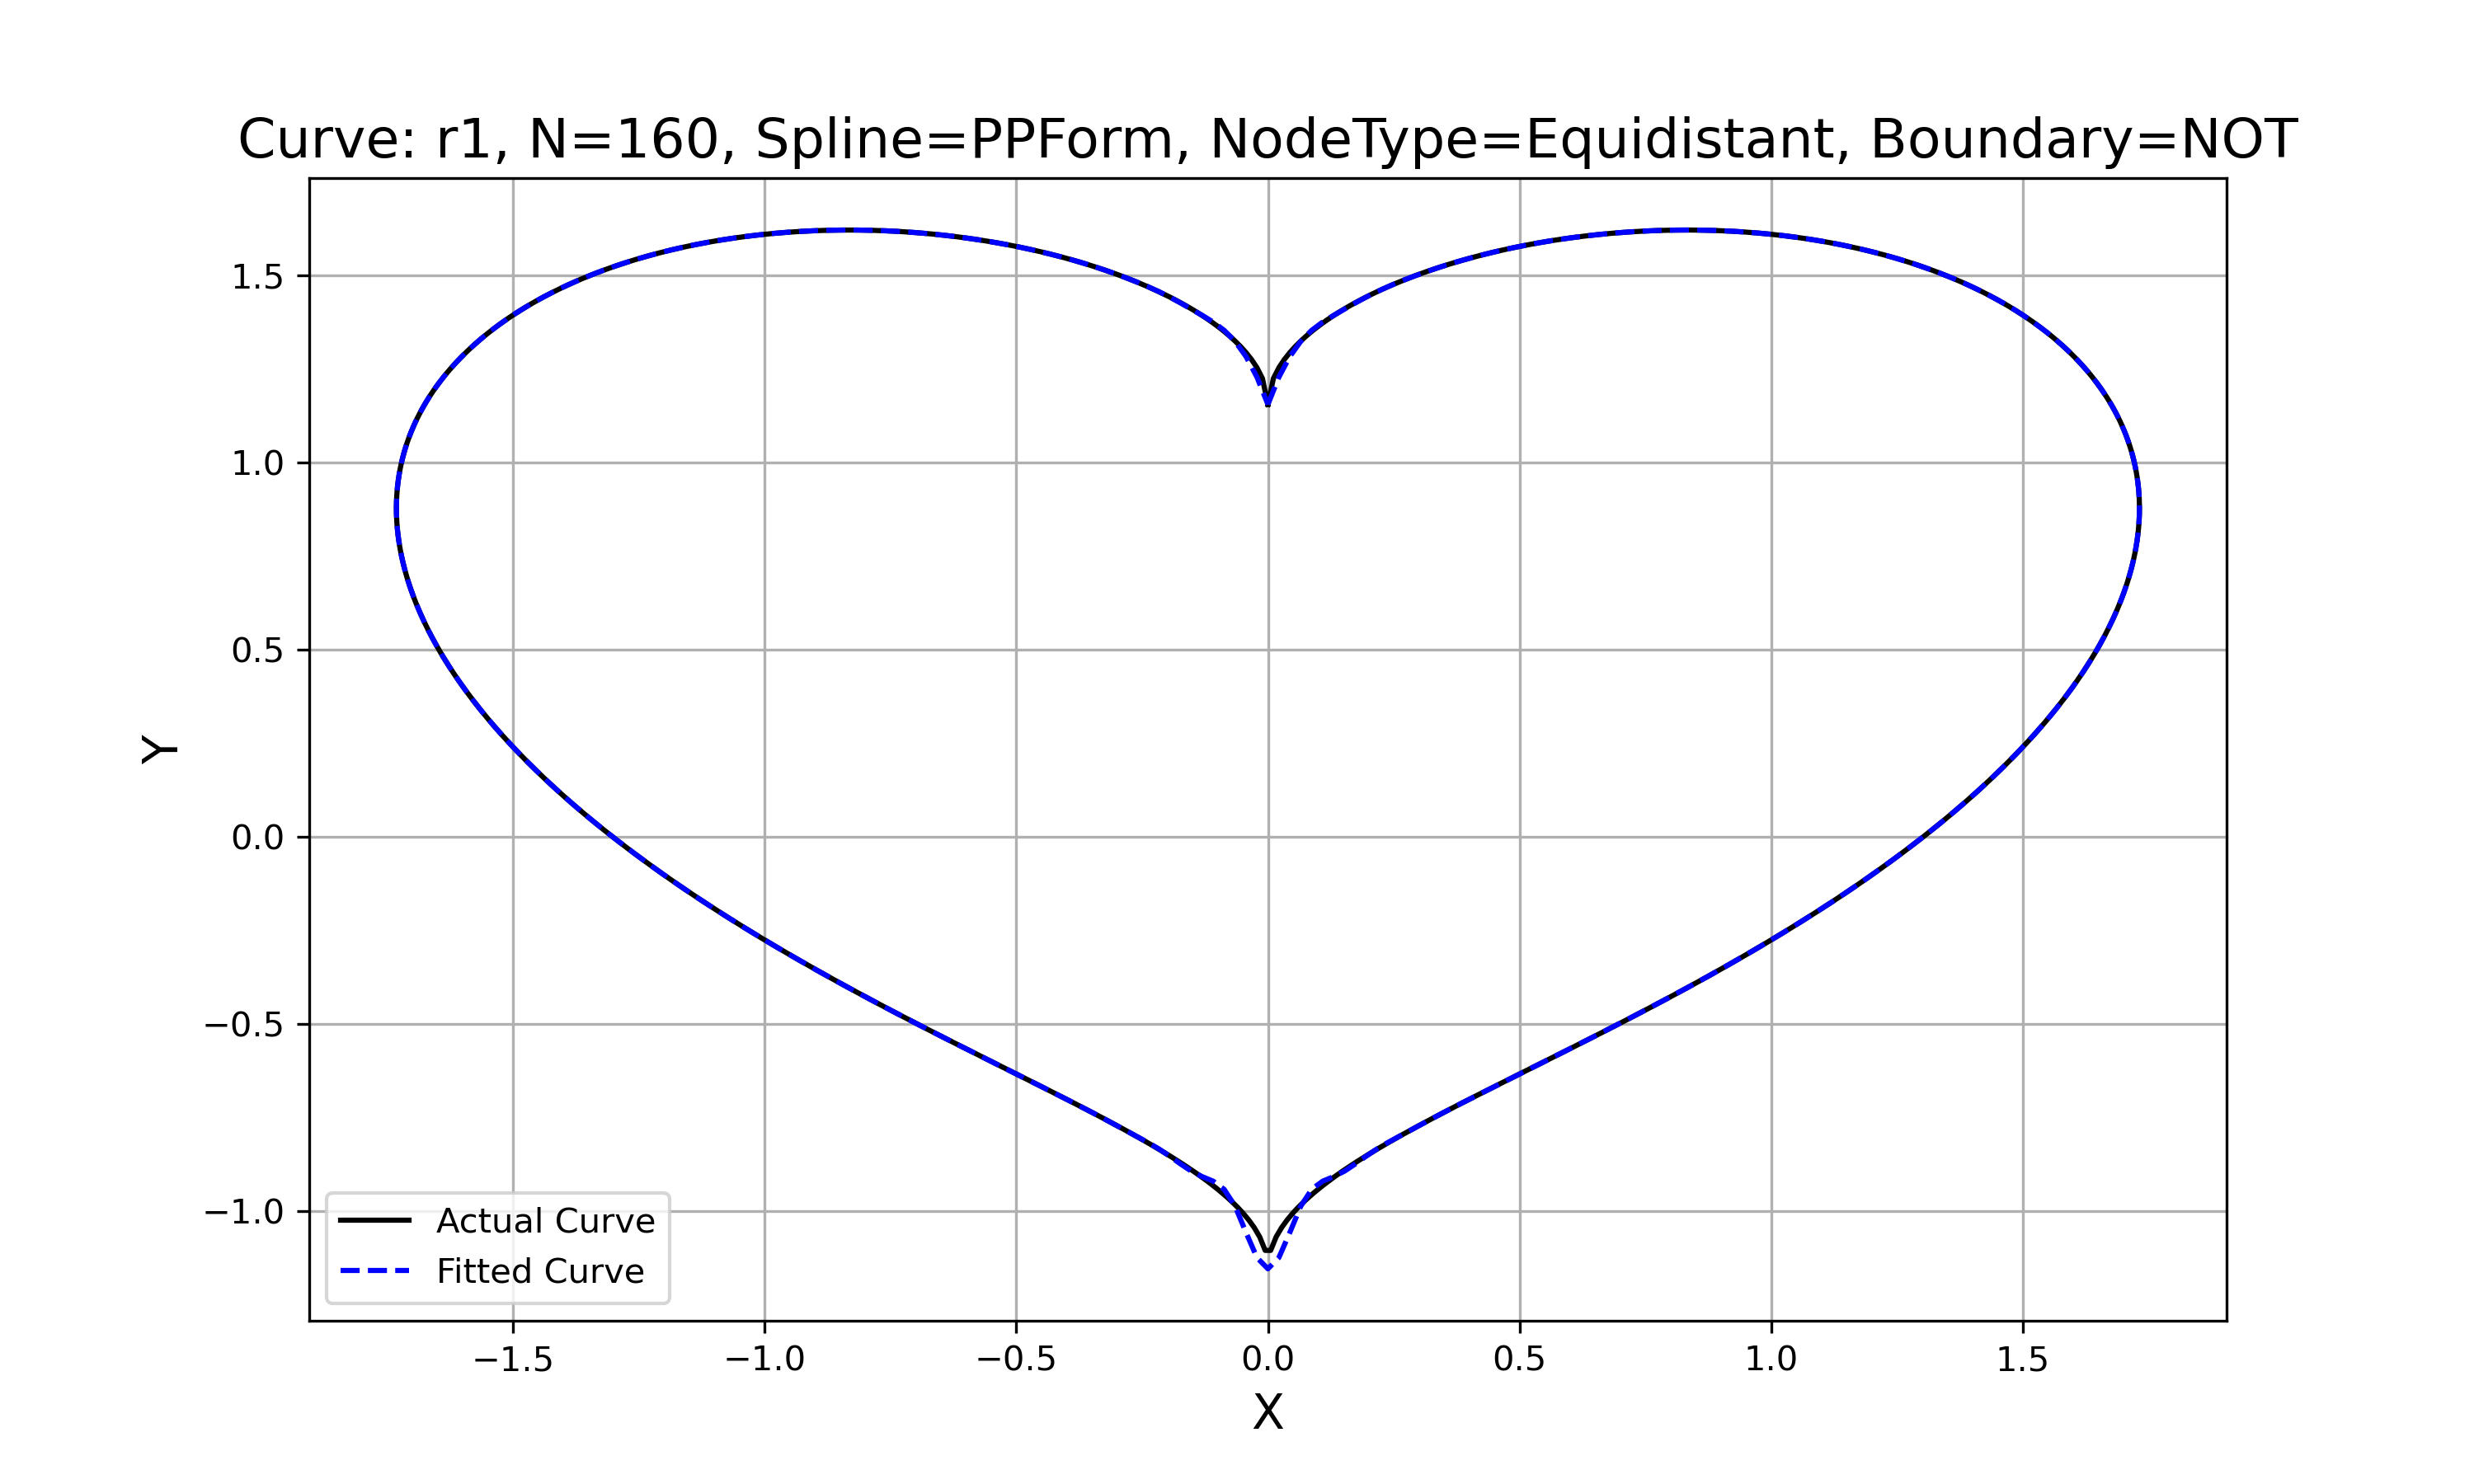 Curve: r1, N=160, Spline=PPForm, NodeType=Equidistant, Boundary=NOT
1.5
1.0
0.5
0.0
−0.5
−1.0
Y
Actual Curve
Fitted Curve
−1.5
−1.0
−0.5
0.0
0.5
1.0
1.5
X